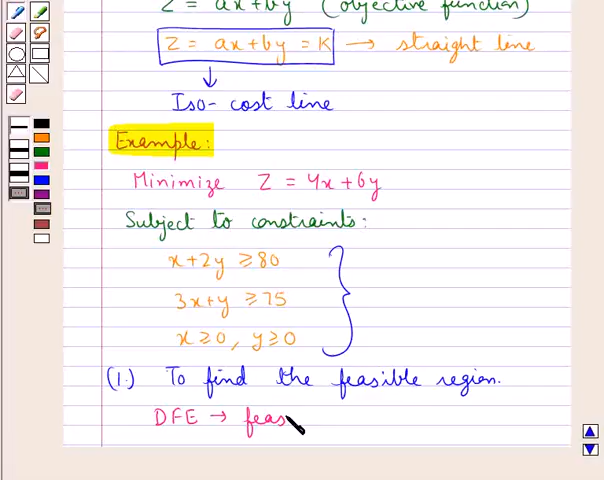 Z = ax+by (objective function)
Z = ax+by = K → straight line
Iso-cost line
Example:
Minimize Z = 4x+6y
Subject to constraints:
x+2y ≥ 80
3x+y ≥ 75
x ≥ 0, y ≥ 0
(1.) To find the feasible region.
DFE → feas